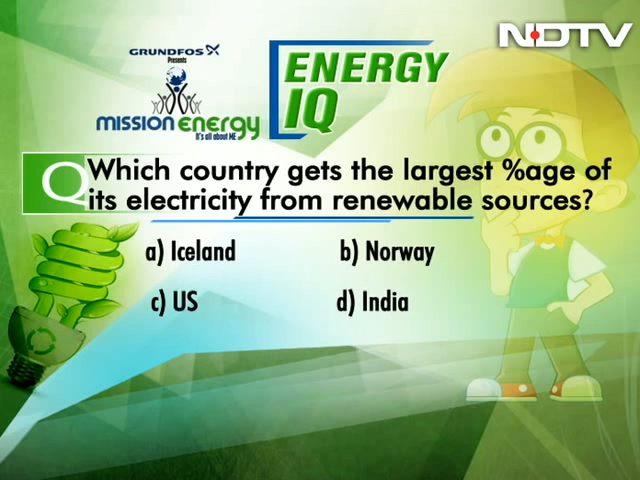 NDTV
GRUNDFOS X
Presents
mission energy
It's all about ME
ENERGY
IQ
Q Which country gets the largest %age of
its electricity from renewable sources?
a) Iceland b) Norway
c) US d) India